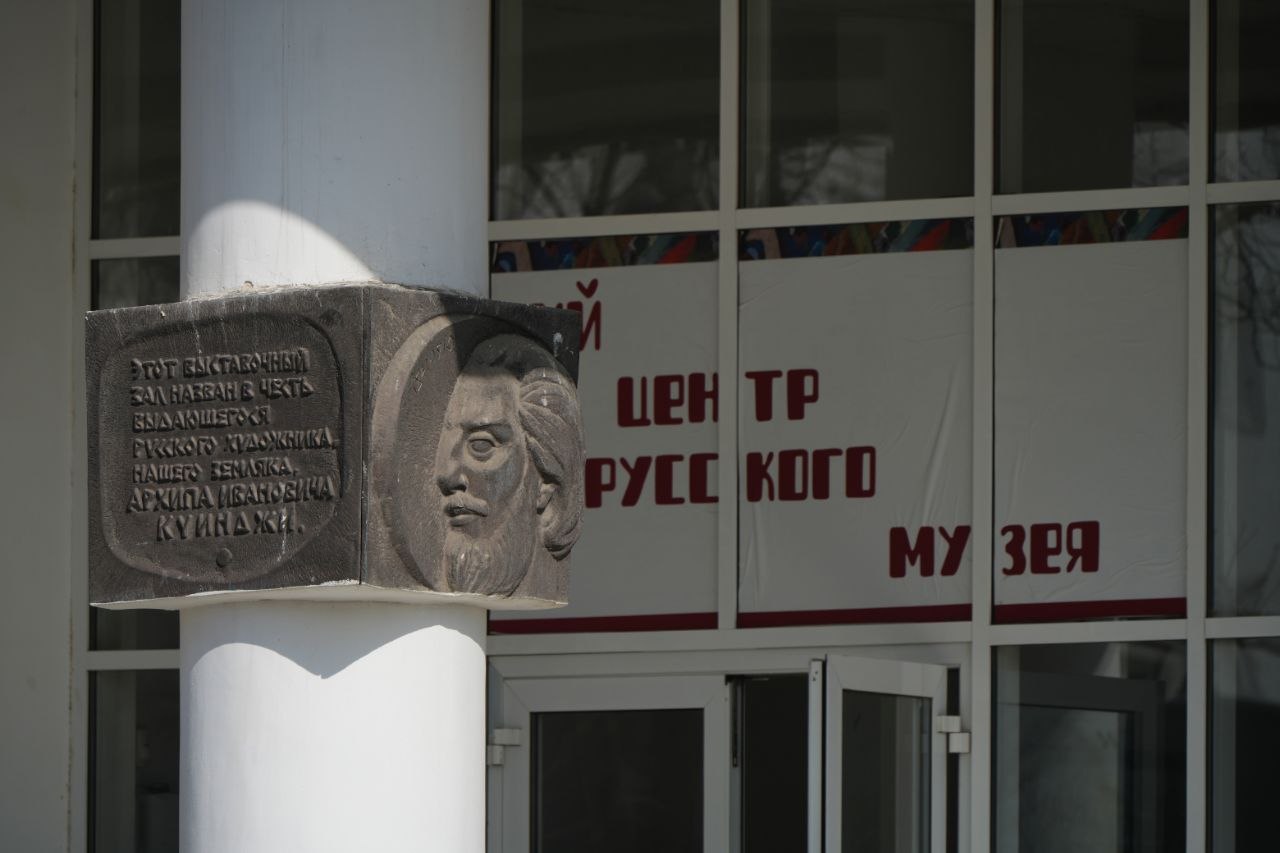 ЭТОТ ВЫСТАВОЧНЫЙ
ЗАЛ НАЗВАН В ЧЕСТЬ
ВЫДАЮЩЕГОСЯ
РУССКОГО ХУДОЖНИКА,
НАШЕГО ЗЕМЛЯКА,
АРХИПА ИВАНОВИЧА
КУИНДЖИ.
ЦЕНТР
РУССКОГО
МУЗЕЯ